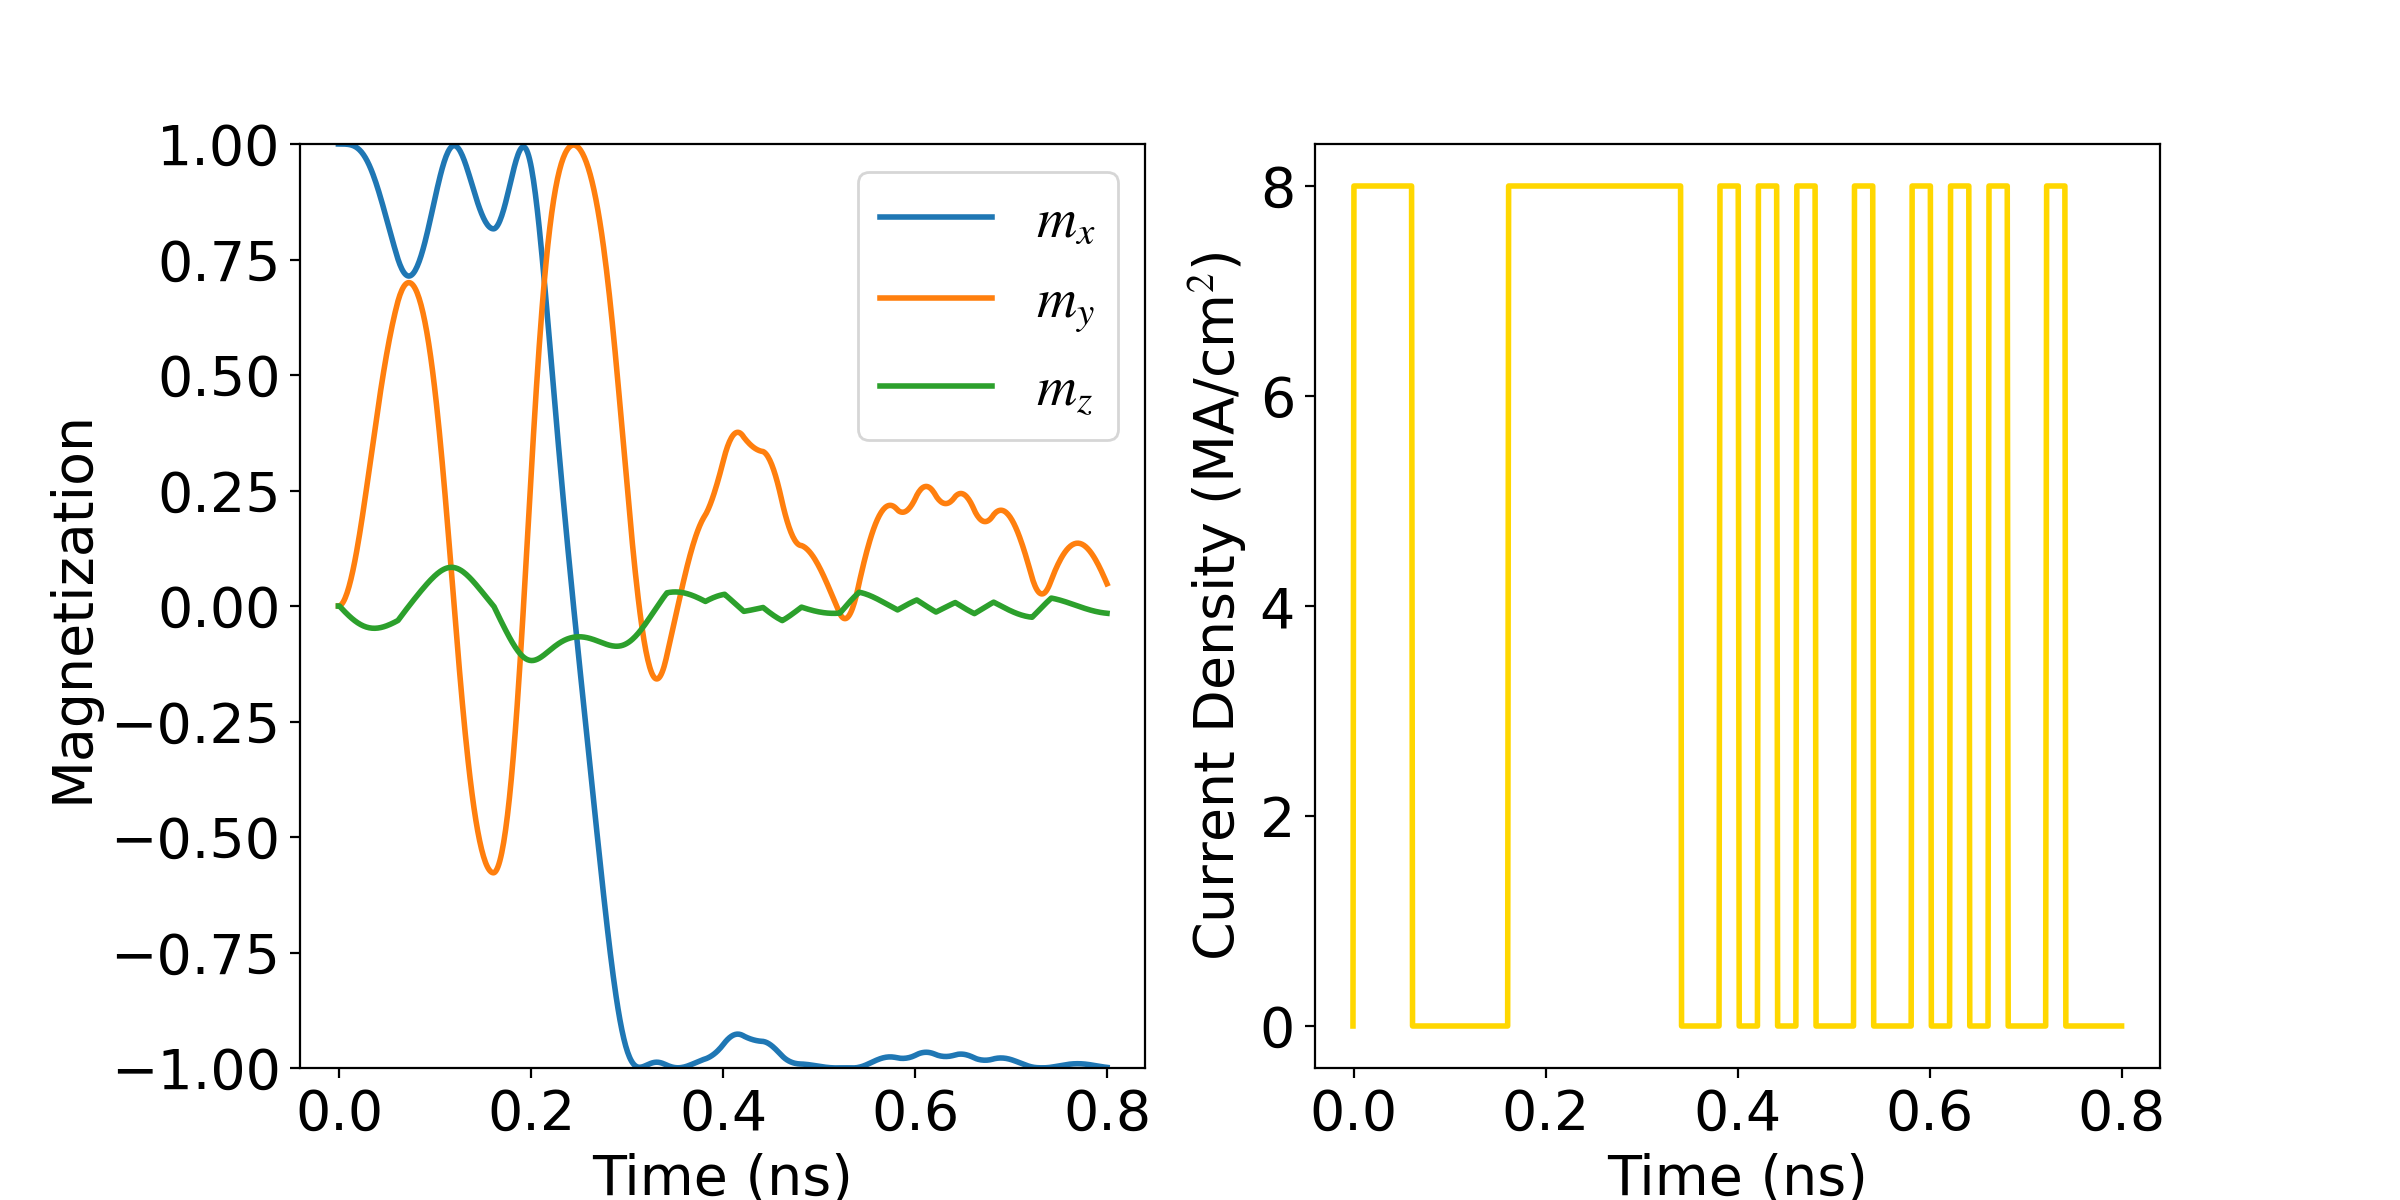 Magnetization
1.00
0.75
0.50
0.25
0.00
−0.25
−0.50
−0.75
−1.00
0.0 0.2 0.4 0.6 0.8
Time (ns)
mₓ
m_y
m_z
Current Density (MA/cm²)
8
6
4
2
0
0.0 0.2 0.4 0.6 0.8
Time (ns)